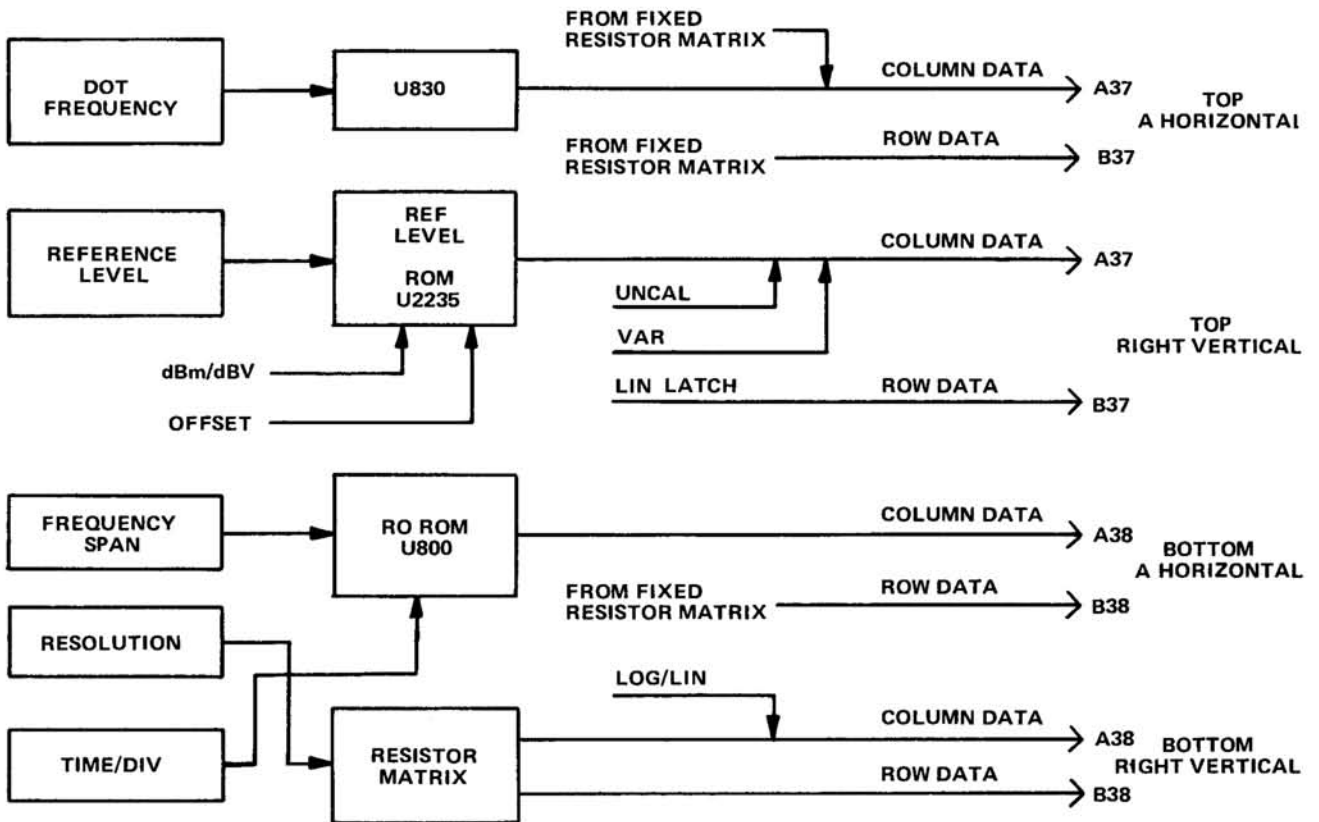 FROM FIXED
RESISTOR MATRIX
DOT
FREQUENCY
U830
COLUMN DATA
A37
TOP
A HORIZONTAL
FROM FIXED
RESISTOR MATRIX
ROW DATA
B37
REFERENCE
LEVEL
REF
LEVEL
ROM
U2235
COLUMN DATA
A37
UNCAL
VAR
TOP
RIGHT VERTICAL
dBm/dBV
LIN LATCH
ROW DATA
B37
OFFSET
FREQUENCY
SPAN
RO ROM
U800
COLUMN DATA
A38
BOTTOM
A HORIZONTAL
FROM FIXED
RESISTOR MATRIX
ROW DATA
B38
RESOLUTION
LOG/LIN
TIME/DIV
RESISTOR
MATRIX
COLUMN DATA
A38
BOTTOM
RIGHT VERTICAL
ROW DATA
B38